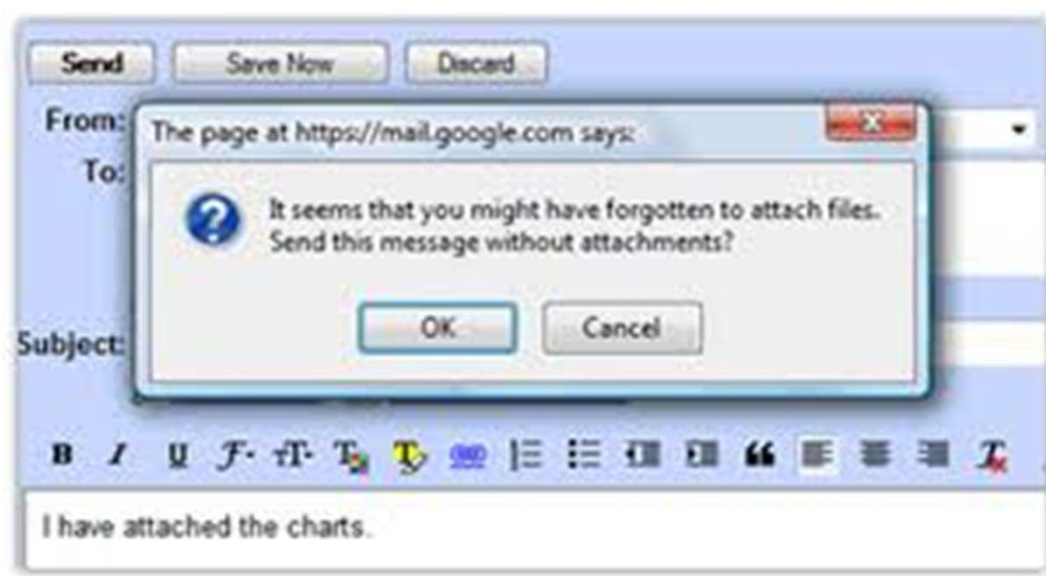 Send Save Now Discard
From:
The page at https://mail.google.com says:
To:
It seems that you might have forgotten to attach files.
Send this message without attachments?
OK Cancel
Subject:
B I U
I have attached the charts.